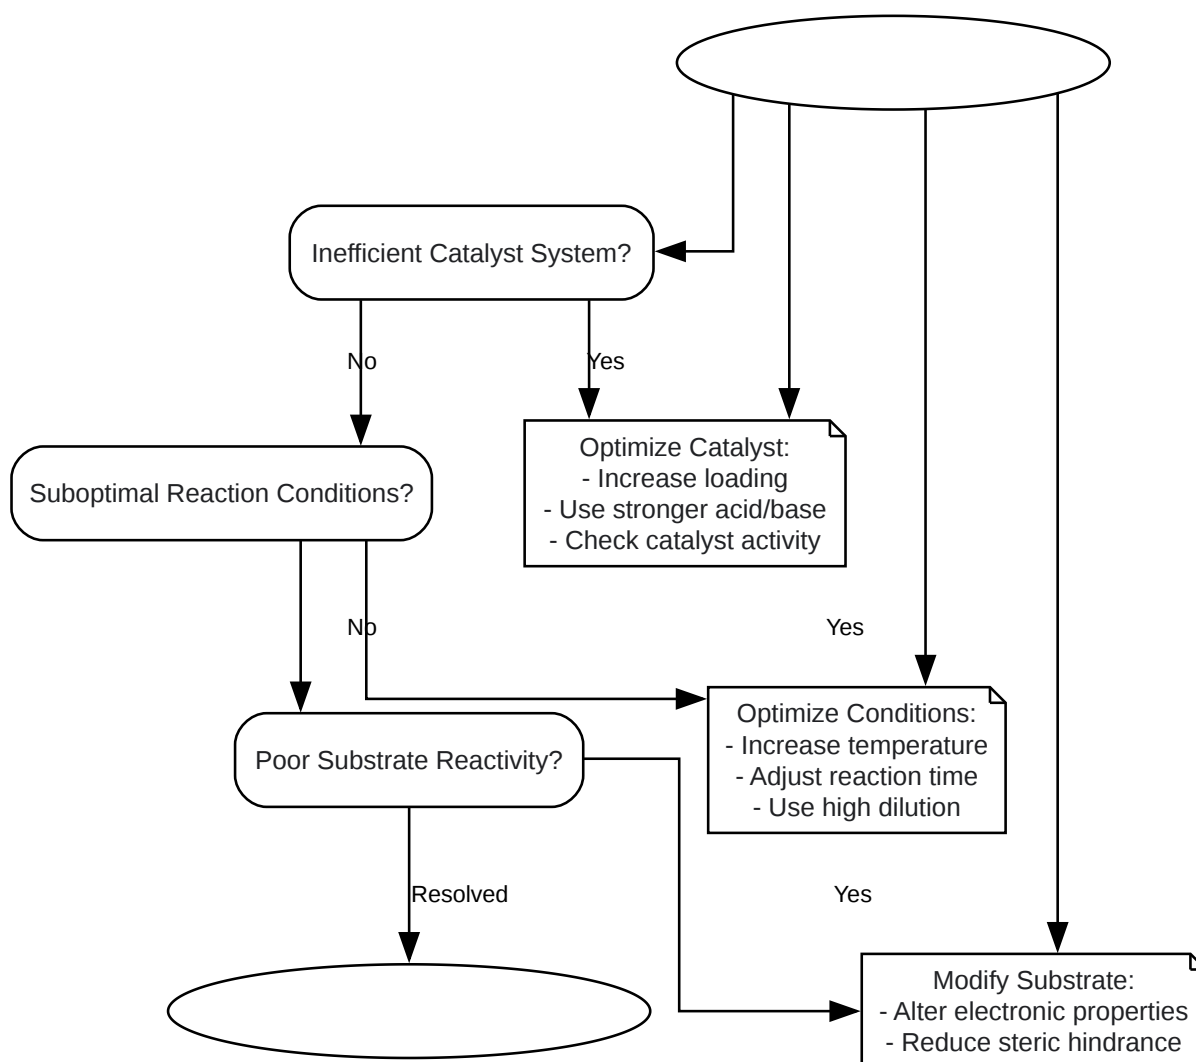 Inefficient Catalyst System?
No
Yes
Optimize Catalyst:
- Increase loading
- Use stronger acid/base
- Check catalyst activity
Suboptimal Reaction Conditions?
No
Yes
Optimize Conditions:
- Increase temperature
- Adjust reaction time
- Use high dilution
Poor Substrate Reactivity?
Resolved
Yes
Modify Substrate:
- Alter electronic properties
- Reduce steric hindrance